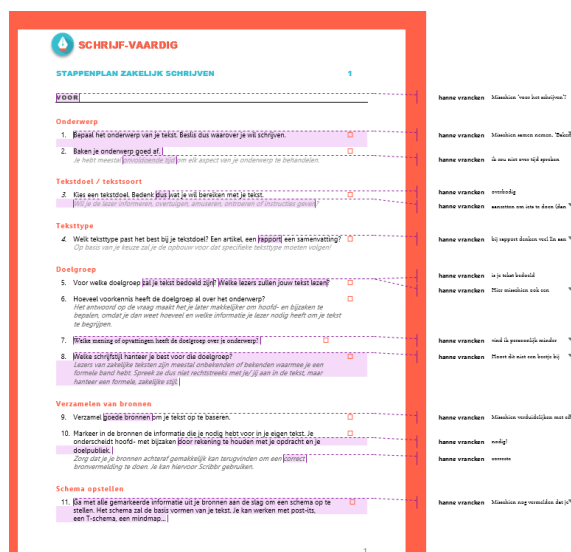 SCHRIJF-VAARDIG
STAPPENPLAN ZAKELIJK SCHRIJVEN 1
VOOR
hanne vrancken Misschien 'voor het schrijven'?
Onderwerp
1. Bepaal het onderwerp van je tekst. Beslis dus waarover je wil schrijven.
hanne vrancken Misschien samen nemen.
2. Baken je onderwerp goed af.
Je hebt meestal onvoldoende tijd om elk aspect van je onderwerp te behandelen.
hanne vrancken ik zou niet over tijd spreken
Tekstdoel / tekstsoort
3. Kies een tekstdoel. Bedenk dus wat je wil bereiken met je tekst.
hanne vrancken overbodig
Wil je de lezer informeren, overtuigen, amuseren, ontroeren of instructies geven?
hanne vrancken aanzetten om iets te doen
Teksttype
4. Welk teksttype past het best bij je tekstdoel? Een artikel, een rapport, een samenvatting?
hanne vrancken bij rapport denken veel
Op basis van je keuze zal je de opbouw voor dat specifieke teksttype moeten volgen.
Doelgroep
hanne vrancken is je tekst bedoeld
5. Voor welke doelgroep zal je tekst bedoeld zijn? Welke lezers zullen jouw tekst lezen?
hanne vrancken Hier misschien ook om
6. Hoeveel voorkennis heeft de doelgroep al over het onderwerp?
Het antwoord op de vraag maakt het je later makkelijker om hoofd- en bijzaken te
bepalen, omdat je dan weet hoeveel en welke informatie je lezer nodig heeft om je tekst
te begrijpen.
7. Welke mening of opvattingen heeft de doelgroep over je onderwerp?
hanne vrancken vind ik persoonlijk minder
8. Welke schrijfstijl hanteer je best voor die doelgroep?
hanne vrancken Hoort dit niet een beetje bij
Lezers van zakelijke teksten zijn meestal onbekenden of bekenden waarmee je een
formele band hebt. Spreek ze dus niet rechtstreeks met je/ jij aan in de tekst, maar
hanteer een formele, zakelijke stijl.
Verzamelen van bronnen
9. Verzamel goede bronnen om je tekst op te baseren.
hanne vrancken Misschien verduidelijken met
10. Markeer in de bronnen de informatie die je nodig hebt voor in je eigen tekst. Je
onderscheidt hoofd- met bijzaken door rekening te houden met je opdracht en je
hanne vrancken nodig?
doelpubliek.
Zorg dat je je bronnen achteraf gemakkelijk kan terugvinden om een correct
hanne vrancken correcte
bronvermelding te doen. Je kan hiervoor Scribbr gebruiken.
Schema opstellen
11. Ga met alle gemarkeerde informatie uit je bronnen aan de slag om een schema op te
hanne vrancken Misschien nog vermelden dat je
stellen. Het schema zal de basis vormen van je tekst. Je kan werken met post-its,
een T-schema, een mindmap...
1